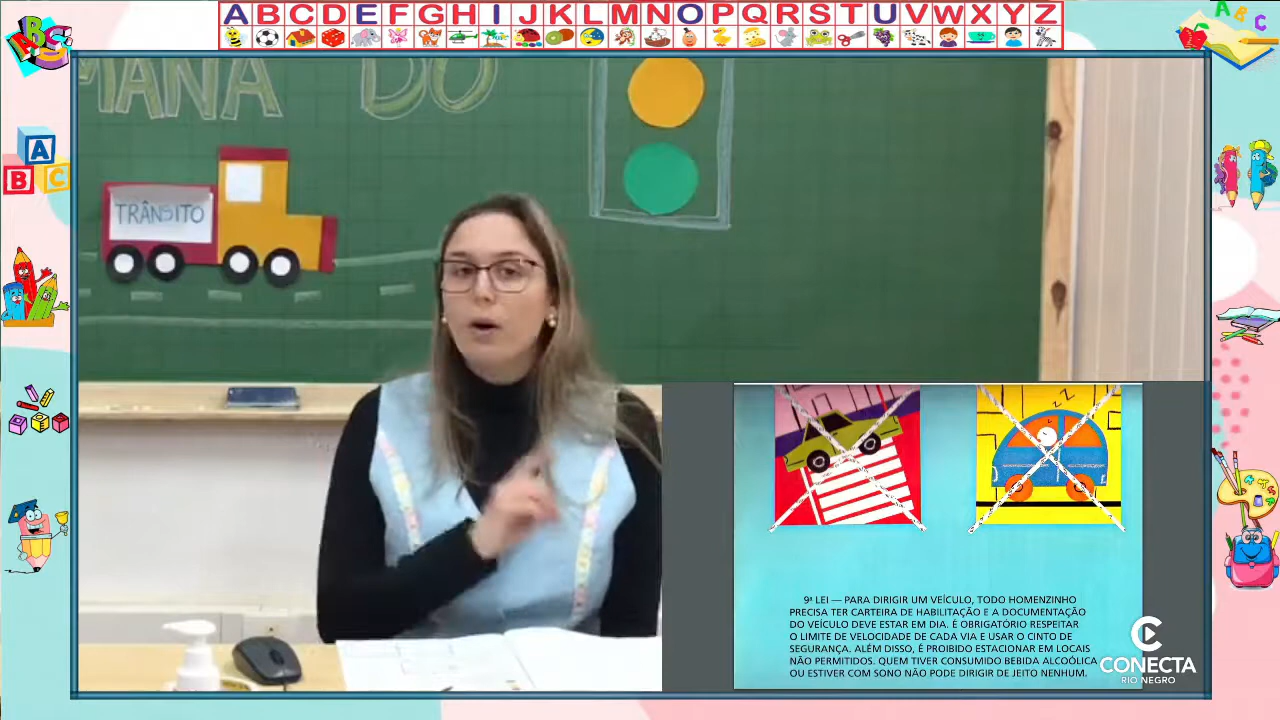 A B C D E F G H I J K L M N O P Q R S T U V W X Y Z
ABC
A B C
MANA DO
A
B C
TRÂNSITO
Z Z
9ª LEI — PARA DIRIGIR UM VEÍCULO, TODO HOMENZINHO
PRECISA TER CARTEIRA DE HABILITAÇÃO E A DOCUMENTAÇÃO
DO VEÍCULO DEVE ESTAR EM DIA. É OBRIGATÓRIO RESPEITAR
O LIMITE DE VELOCIDADE DE CADA VIA E USAR O CINTO DE
SEGURANÇA. ALÉM DISSO, É PROIBIDO ESTACIONAR EM LOCAIS
NÃO PERMITIDOS. QUEM TIVER CONSUMIDO BEBIDA ALCOÓLICA
OU ESTIVER COM SONO NÃO PODE DIRIGIR DE JEITO NENHUM.
CONECTA
RIO NEGRO